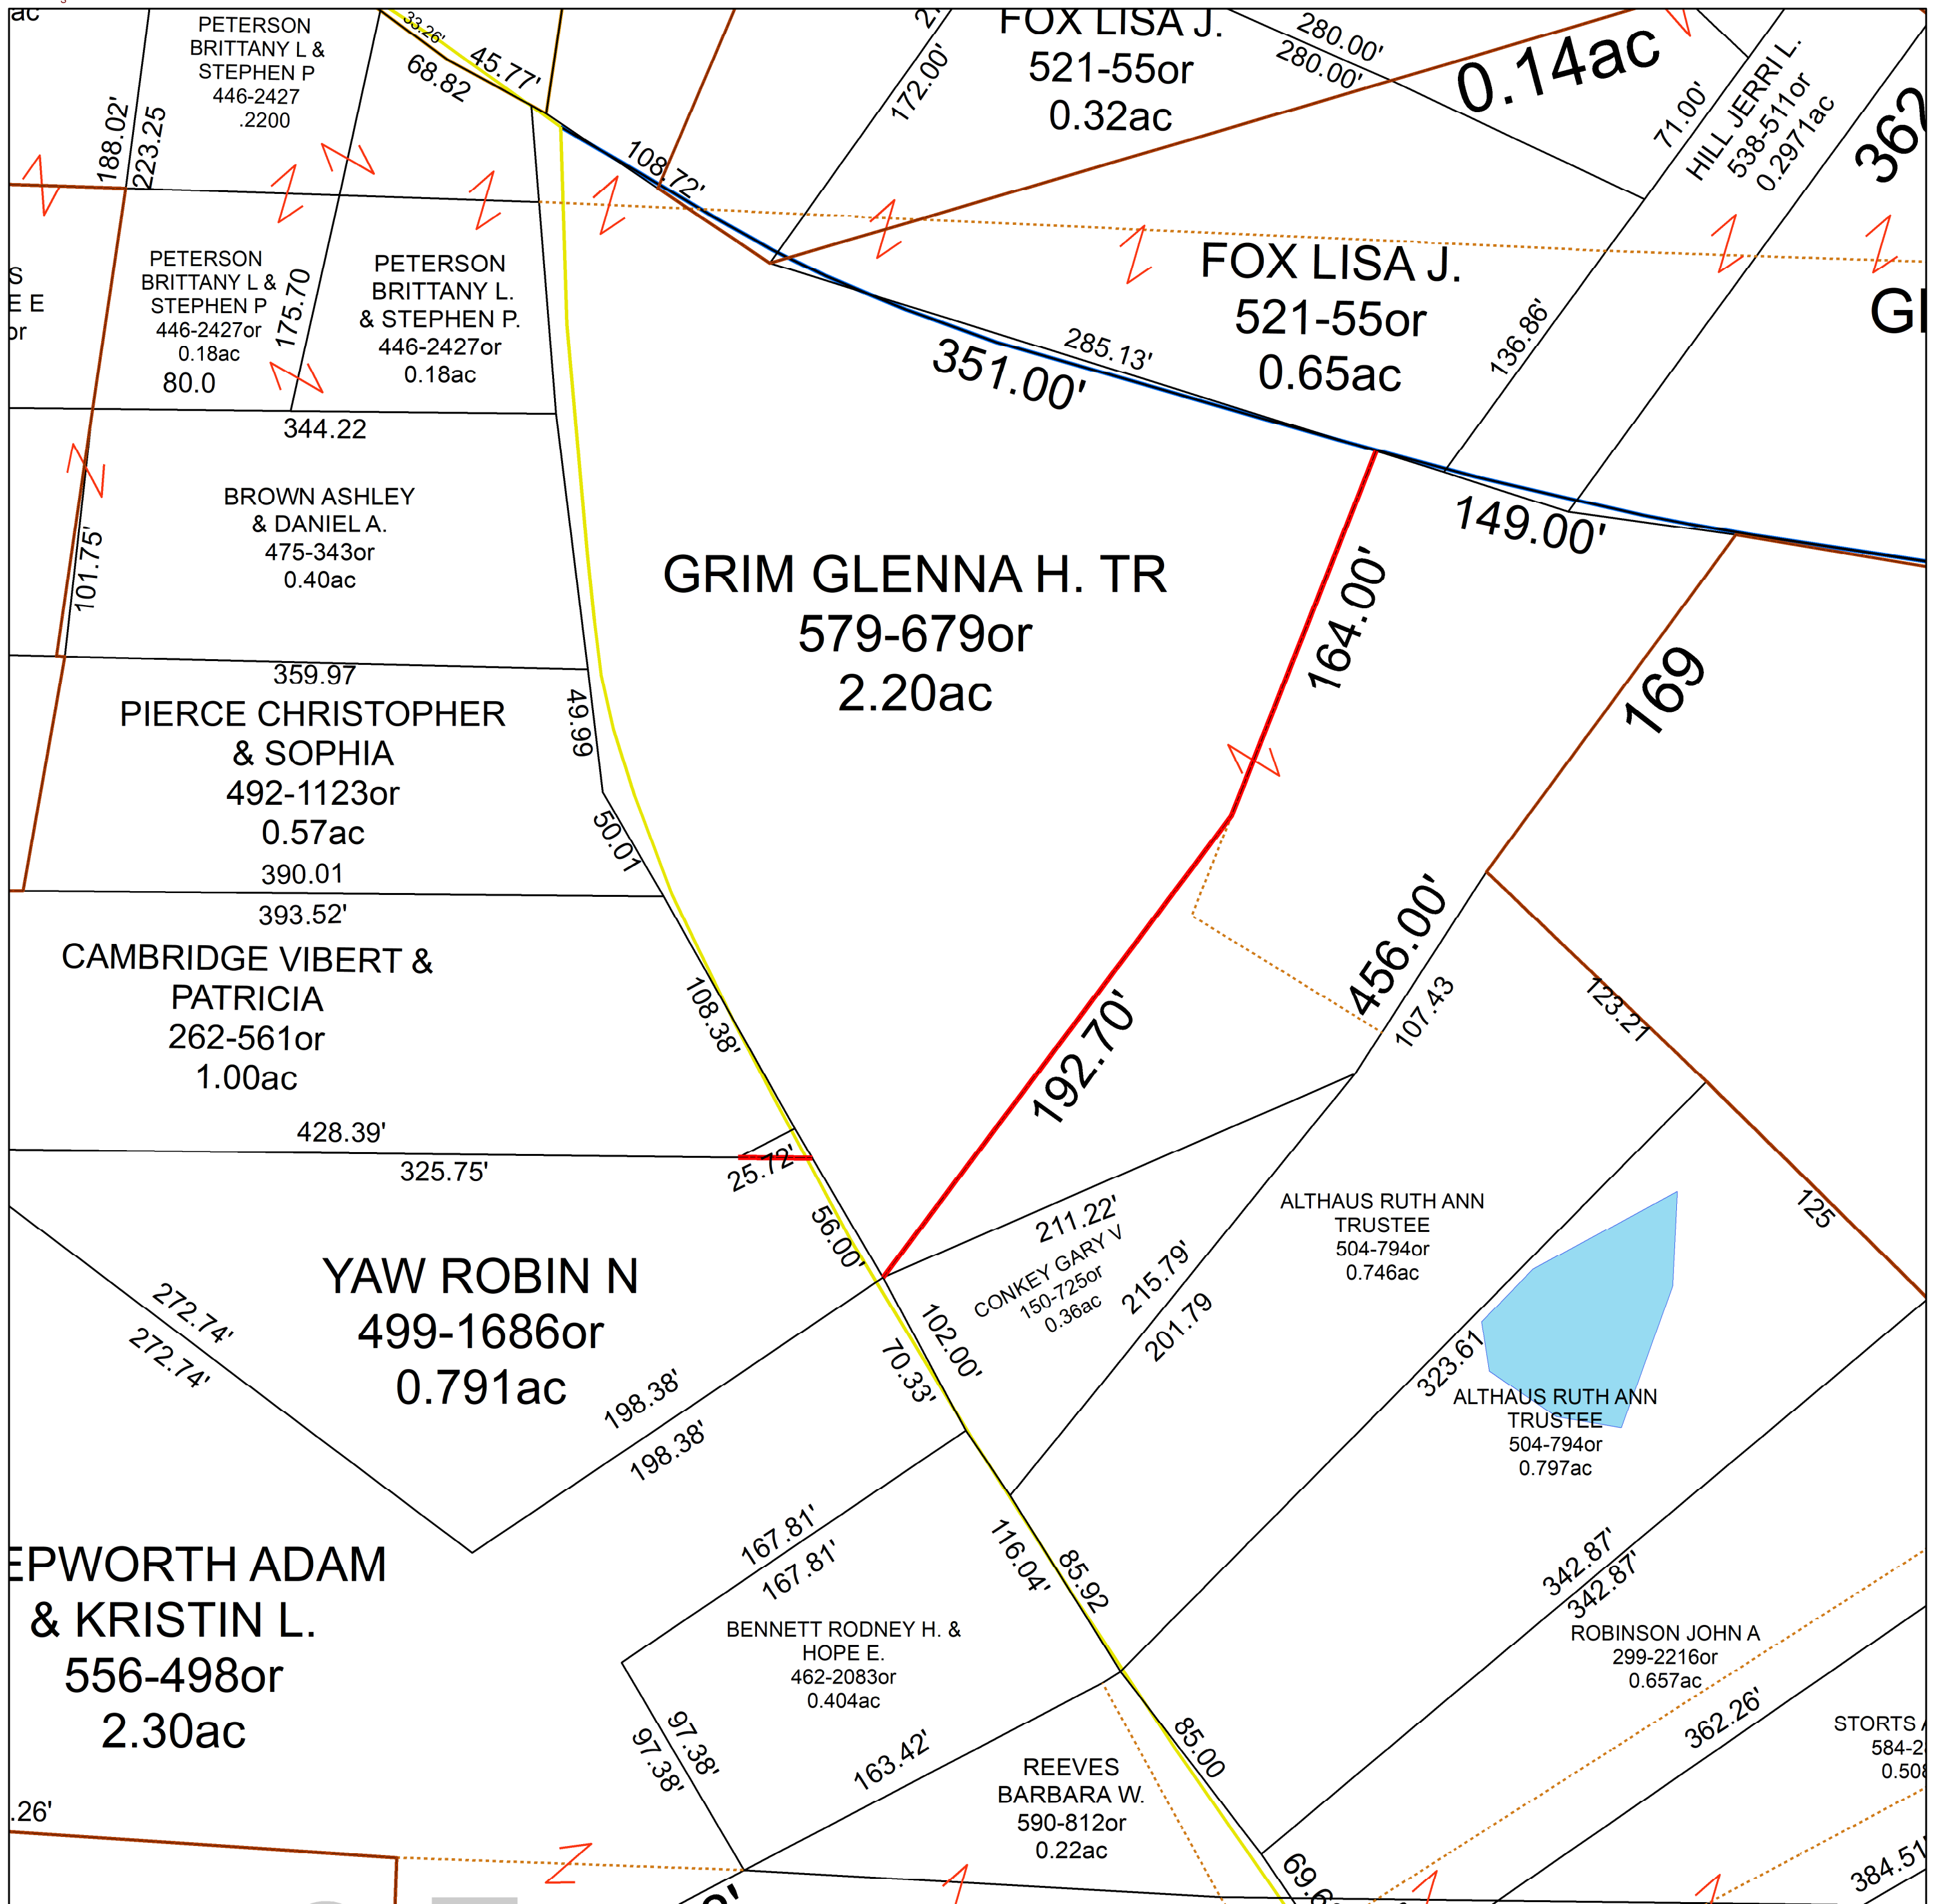 ac
PETERSON
BRITTANY L &
STEPHEN P
446-2427
.2200
188.02'
223.25
33.26'
45.77'
68.82
108.72'
172.00'
FOX LISA J.
521-55or
0.32ac
280.00'
280.00'
0.14ac
71.00'
HILL JERRI L.
538-511or
0.2971ac
PETERSON
BRITTANY L &
STEPHEN P
446-2427or
0.18ac
80.0
175.70
PETERSON
BRITTANY L.
& STEPHEN P.
446-2427or
0.18ac
S
E E
or
344.22
FOX LISA J.
521-55or
0.65ac
285.13'
351.00'
136.86'
149.00'
BROWN ASHLEY
& DANIEL A.
475-343or
0.40ac
101.75'
359.97
GRIM GLENNA H. TR
579-679or
2.20ac
164.00'
169
PIERCE CHRISTOPHER
& SOPHIA
492-1123or
0.57ac
390.01
49.99
50.01
393.52'
CAMBRIDGE VIBERT &
PATRICIA
262-561or
1.00ac
428.39'
108.38'
192.70'
456.00'
107.43
123.21
125
325.75'
25.72'
56.00'
YAW ROBIN N
499-1686or
0.791ac
272.74'
272.74'
198.38'
198.38'
211.22'
CONKEY GARY V
150-725or
0.36ac
215.79'
201.79
102.00'
70.33'
ALTHAUS RUTH ANN
TRUSTEE
504-794or
0.746ac
323.61
ALTHAUS RUTH ANN
TRUSTEE
504-794or
0.797ac
EPWORTH ADAM
& KRISTIN L.
556-498or
2.30ac
167.81'
167.81'
116.04'
85.92
342.87'
342.87'
BENNETT RODNEY H. &
HOPE E.
462-2083or
0.404ac
97.38'
97.38'
163.42'
85.00
ROBINSON JOHN A
299-2216or
0.657ac
362.26'
REEVES
BARBARA W.
590-812or
0.22ac
STORTS
584-2
0.508
.26'
69.6
384.51'